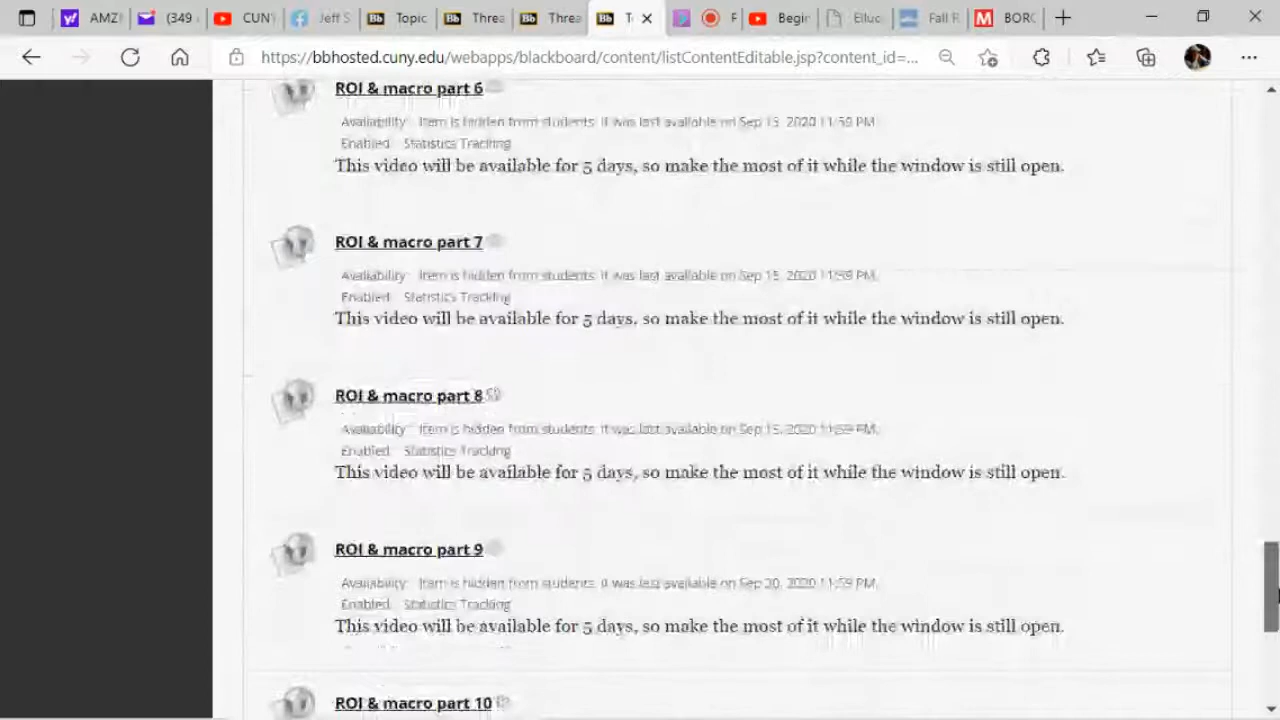 AMZ (349 CUNY Jeff S Topic Threa Threa T Begir Elluc Fall R BORC
https://bbhosted.cuny.edu/webapps/blackboard/content/listContentEditable.jsp?content_id=...
ROI & macro part 6
Availability Item is hidden from students. It was last available on Sep 13, 2020 11:59 PM.
Enabled Statistics Tracking
This video will be available for 5 days, so make the most of it while the window is still open.
ROI & macro part 7
Availability Item is hidden from students. It was last available on Sep 15, 2020 11:59 PM.
Enabled Statistics Tracking
This video will be available for 5 days, so make the most of it while the window is still open.
ROI & macro part 8
Availability Item is hidden from students. It was last available on Sep 15, 2020 11:59 PM.
Enabled Statistics Tracking
This video will be available for 5 days, so make the most of it while the window is still open.
ROI & macro part 9
Availability Item is hidden from students. It was last available on Sep 20, 2020 11:59 PM.
Enabled Statistics Tracking
This video will be available for 5 days, so make the most of it while the window is still open.
ROI & macro part 10